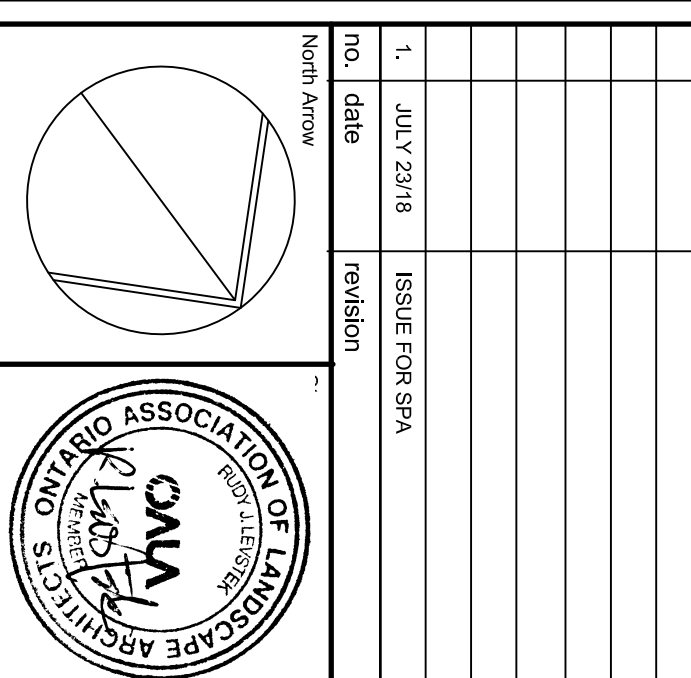 1. JULY 23/18 ISSUE FOR SPA
no. date revision
North Arrow
ONTARIO ASSOCIATION OF LANDSCAPE ARCHITECTS
RUDY J. LEVSTEK
OALA
MEMBER